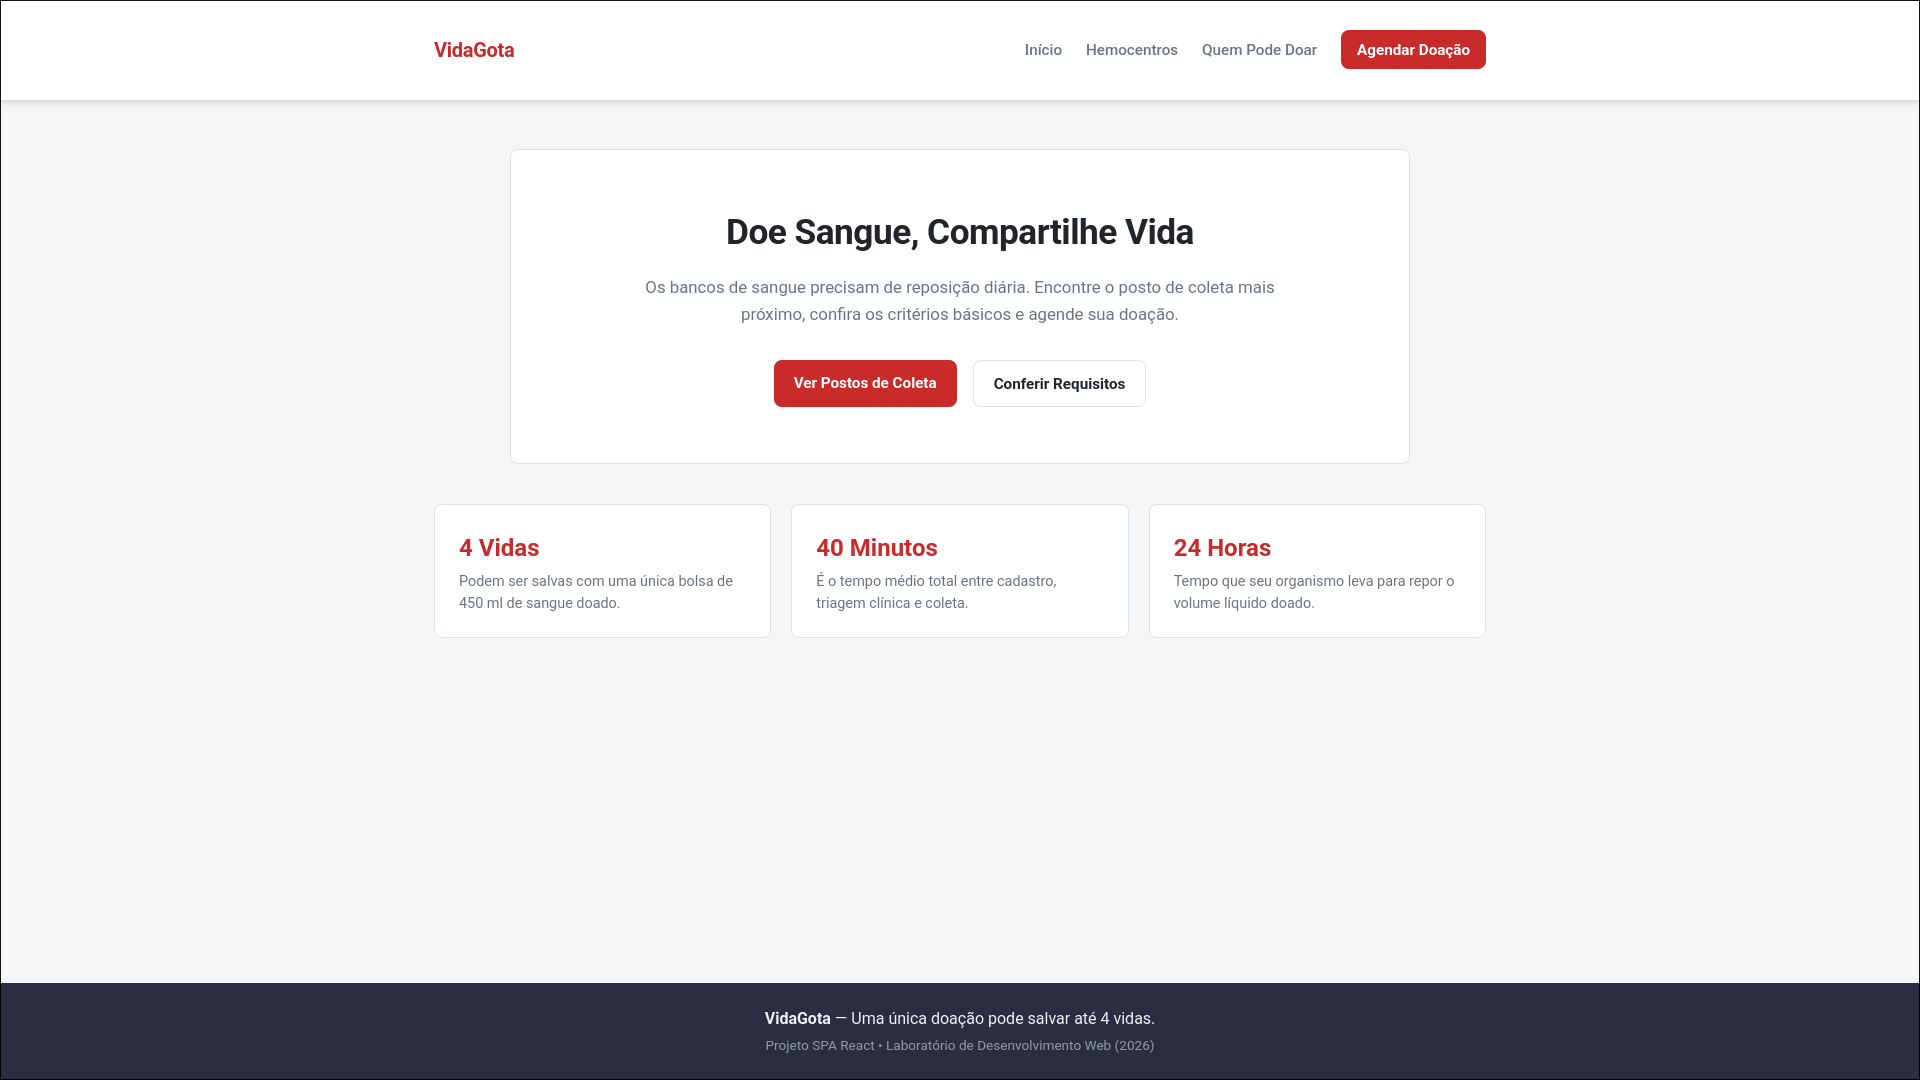 VidaGota
Início
Hemocentros
Quem Pode Doar
Agendar Doação
Doe Sangue, Compartilhe Vida
Os bancos de sangue precisam de reposição diária. Encontre o posto de coleta mais
próximo, confira os critérios básicos e agende sua doação.
Ver Postos de Coleta
Conferir Requisitos
4 Vidas
Podem ser salvas com uma única bolsa de
450 ml de sangue doado.
40 Minutos
É o tempo médio total entre cadastro,
triagem clínica e coleta.
24 Horas
Tempo que seu organismo leva para repor o
volume líquido doado.
VidaGota — Uma única doação pode salvar até 4 vidas.
Projeto SPA React • Laboratório de Desenvolvimento Web (2026)